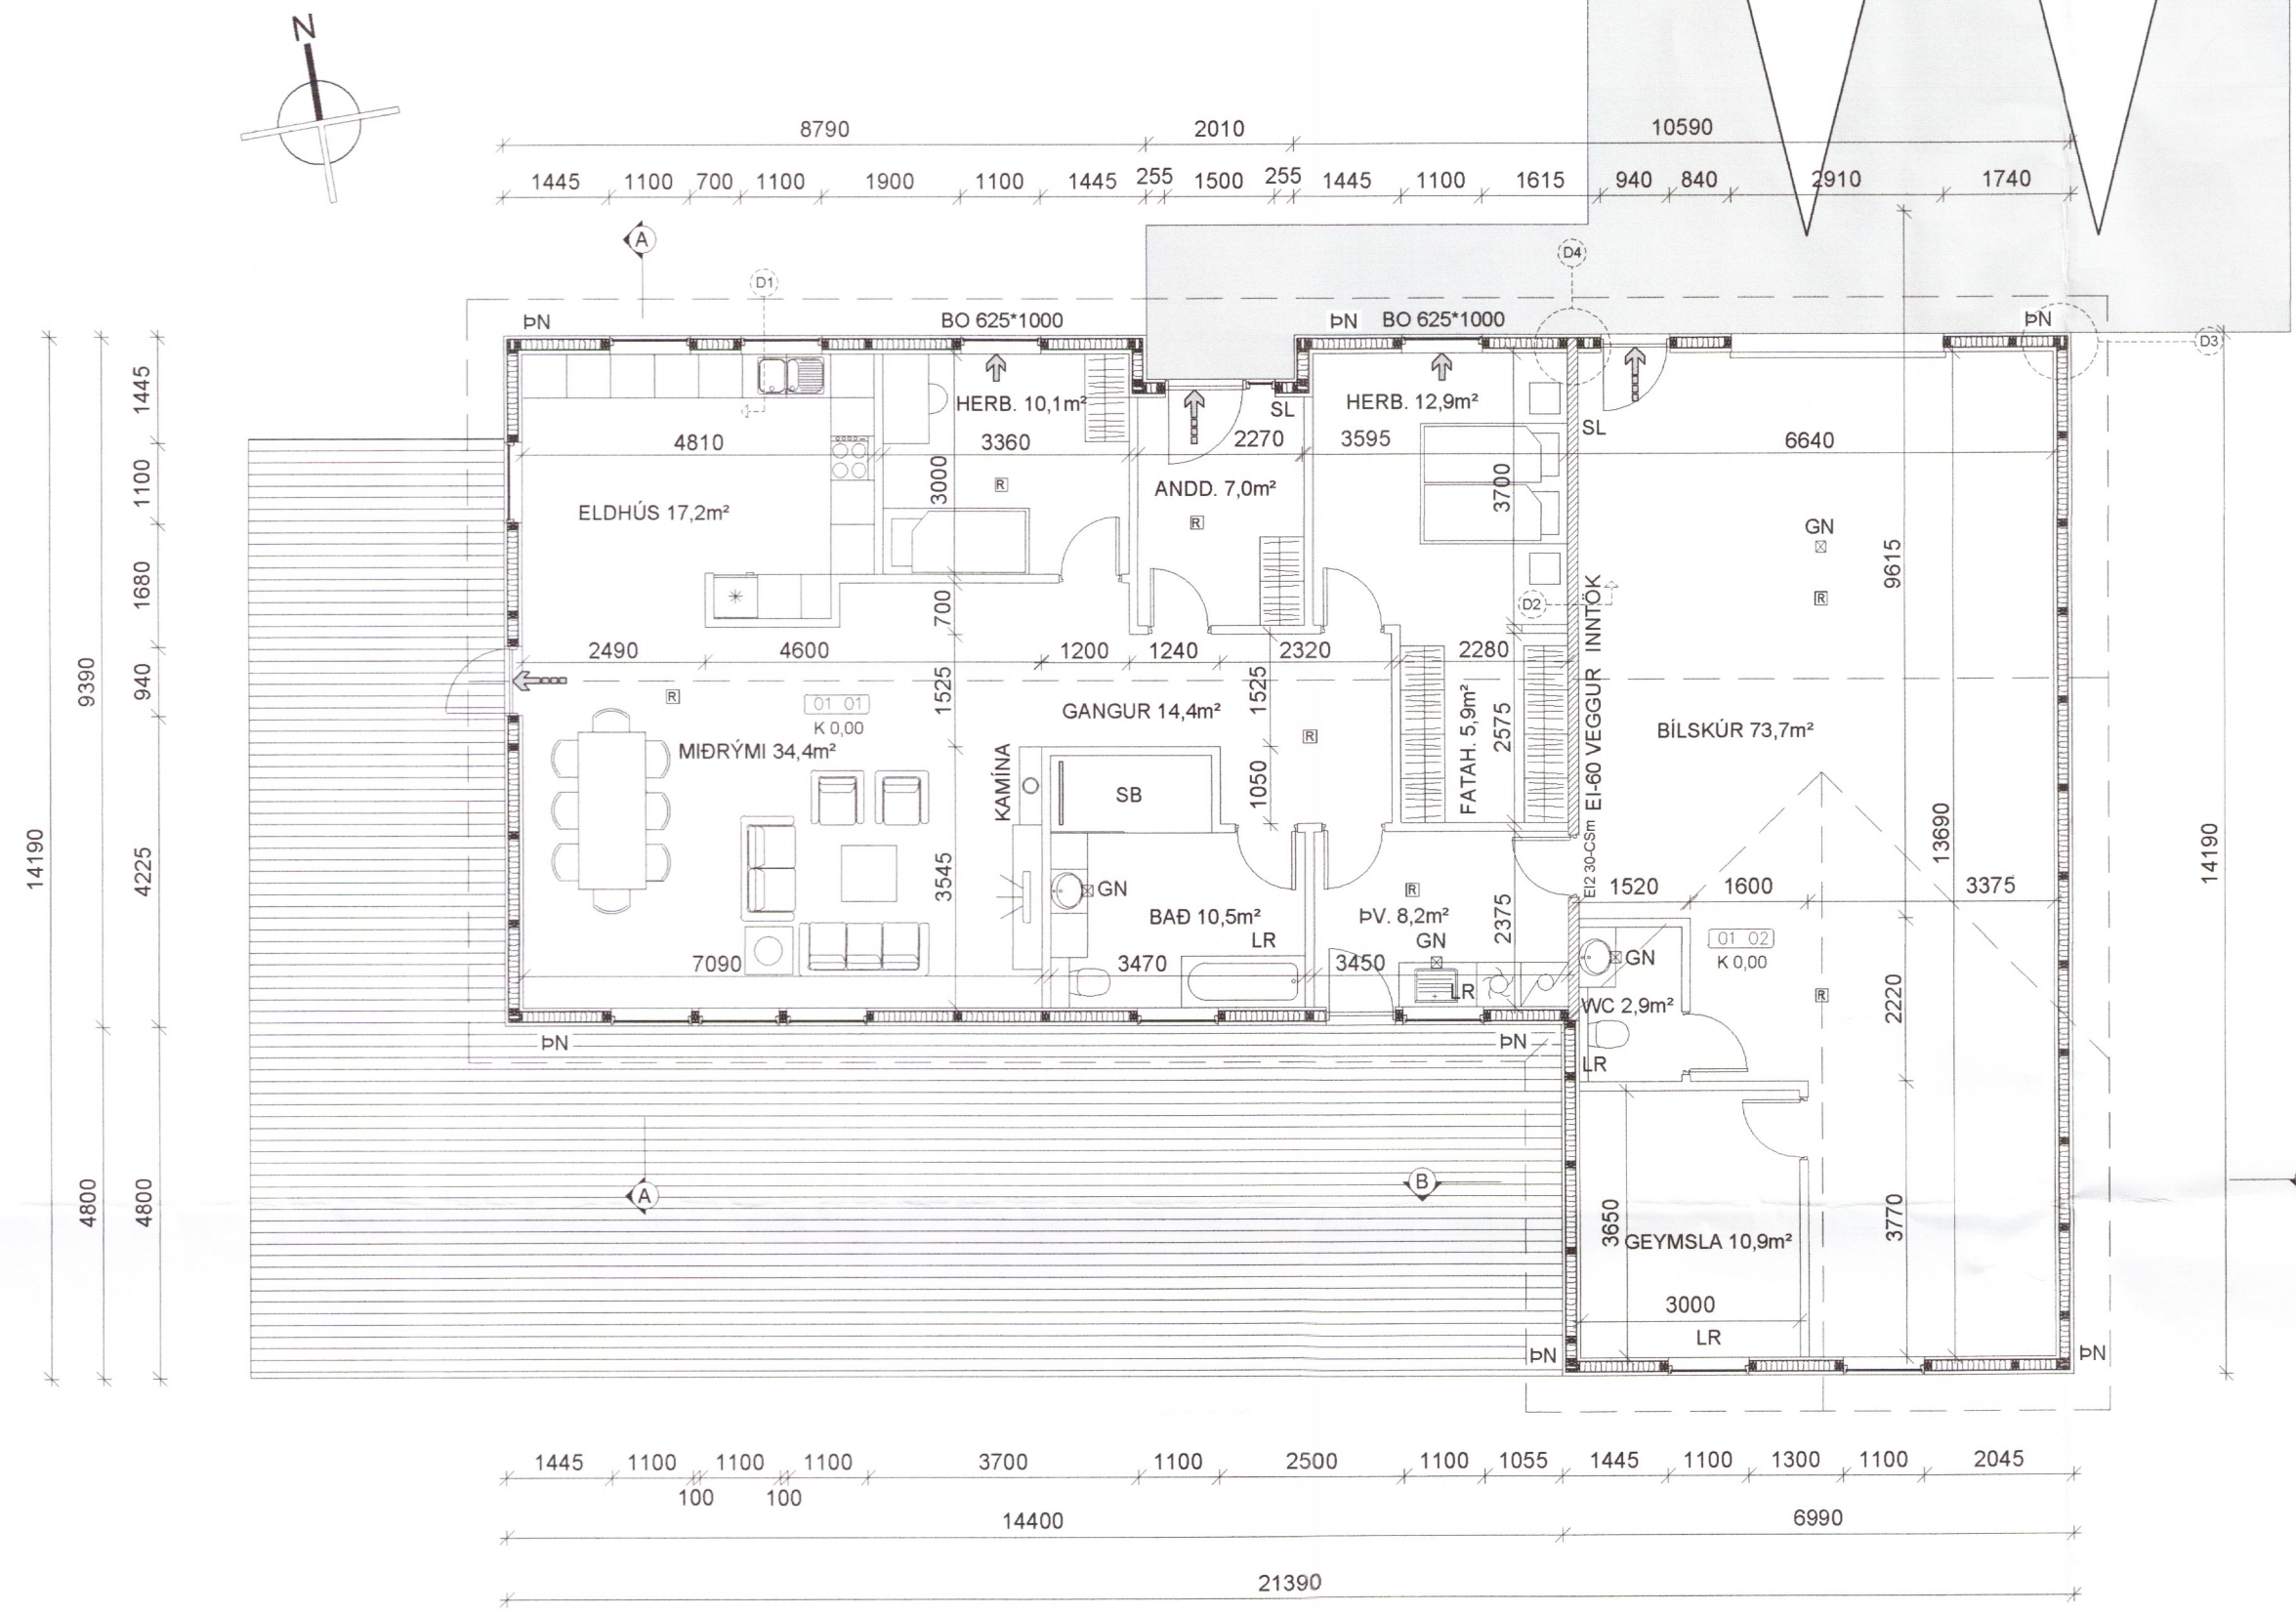 N
8790 2010 10590
1445 1100 700 1100 1900 1100 1445 255 1500 255 1445 1100 1615 940 840 2910 1740
A
D1
D4
D3
ÞN BO 625*1000 ÞN BO 625*1000 ÞN
HERB. 10,1m² SL HERB. 12,9m²
SL
4810 3360 2270 3595 6640
3000
R
ANDD. 7,0m²
R
3700
ELDHÚS 17,2m²
GN
R
9615
D2
700
2490 4600 1200 1240 2320 2280
R
01 01
K 0,00
1525
GANGUR 14,4m²
1525
R
MIÐRÝMI 34,4m²
KAMÍNA
SB
1050
FATAH. 5,9m²
2575
EI2 30-CSm EI-60 VEGGUR INNTÖK
BÍLSKÚR 73,7m²
13690
3545
GN
BAÐ 10,5m²
LR
R
ÞV. 8,2m²
GN
2375
1520 1600 3375
7090 3470 3450
LR
GN
01 02
K 0,00
R
WC 2,9m²
LR
2220
ÞN ÞN
A
B
3650
GEYMSLA 10,9m²
3770
3000
LR
ÞN ÞN
1445
1100
1680
940
4225
4800
9390
4800
14190
14190
1445 1100 1100 1100 3700 1100 2500 1100 1055 1445 1100 1300 1100 2045
100 100
14400 6990
21390